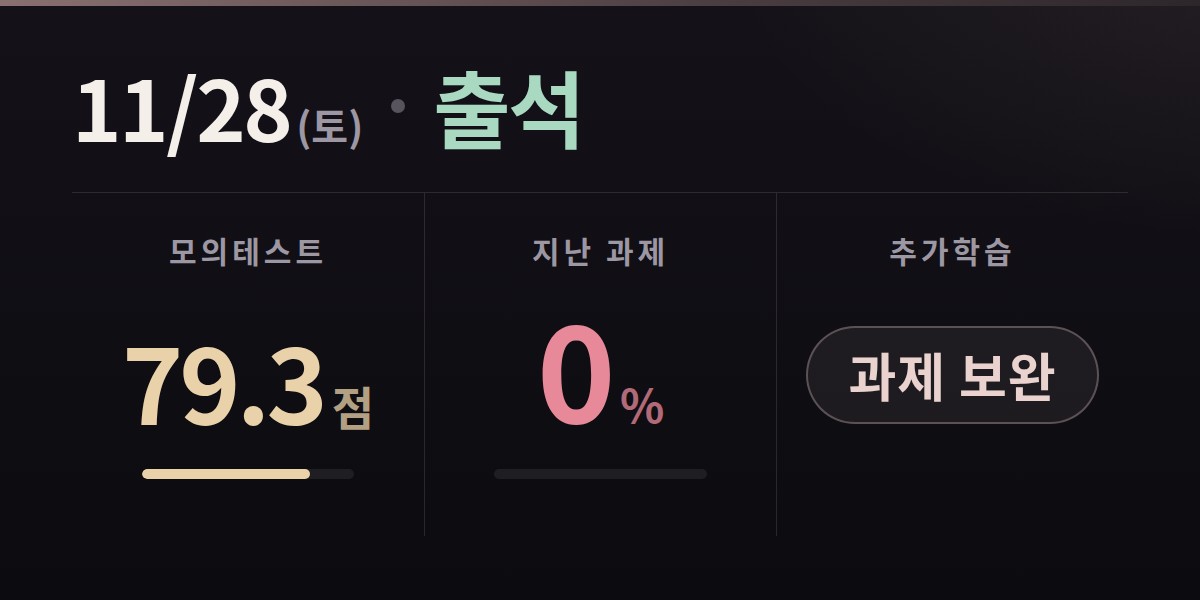 11/28(토) • 출석
모의테스트
79.3점
지난 과제
0%
추가학습
과제 보완